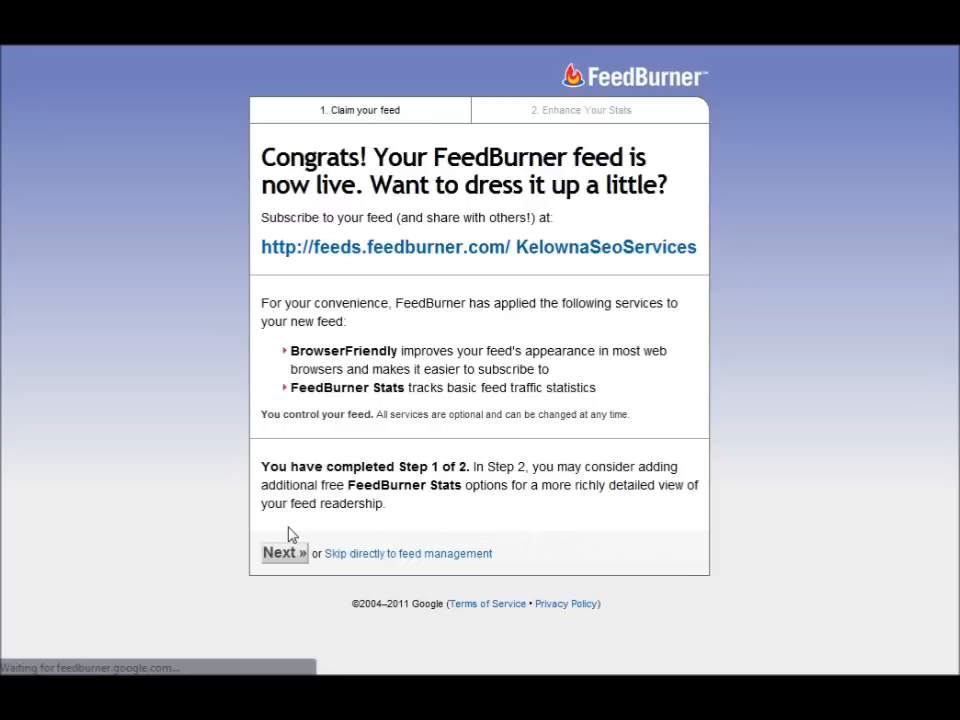 FeedBurner™
1. Claim your feed
2. Enhance Your Stats
Congrats! Your FeedBurner feed is
now live. Want to dress it up a little?
Subscribe to your feed (and share with others!) at:
http://feeds.feedburner.com/ KelownaSeoServices
For your convenience, FeedBurner has applied the following services to
your new feed:
BrowserFriendly improves your feed's appearance in most web
browsers and makes it easier to subscribe to
FeedBurner Stats tracks basic feed traffic statistics
You control your feed. All services are optional and can be changed at any time.
You have completed Step 1 of 2. In Step 2, you may consider adding
additional free FeedBurner Stats options for a more richly detailed view of
your feed readership.
Next » or Skip directly to feed management
©2004–2011 Google (Terms of Service • Privacy Policy)
Waiting for feedburner.google.com...